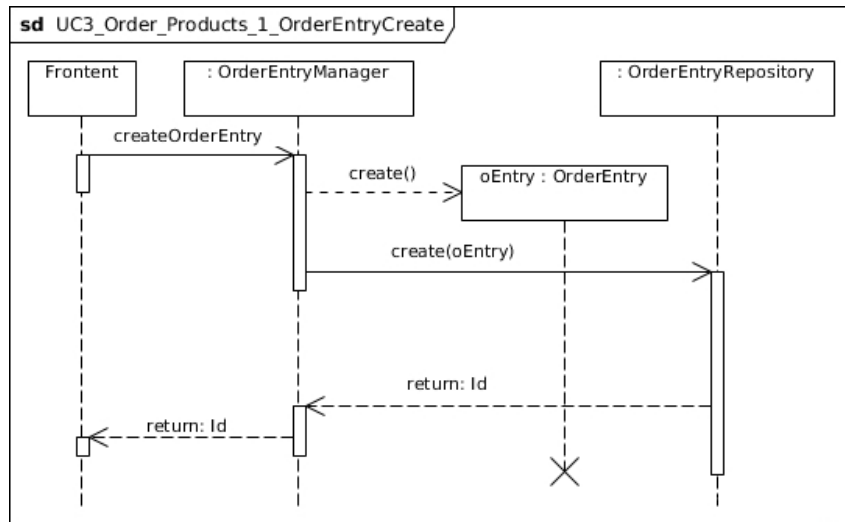 sd UC3_Order_Products_1_OrderEntryCreate
Frontent
: OrderEntryManager
: OrderEntryRepository
createOrderEntry
create()
oEntry : OrderEntry
create(oEntry)
return: Id
return: Id